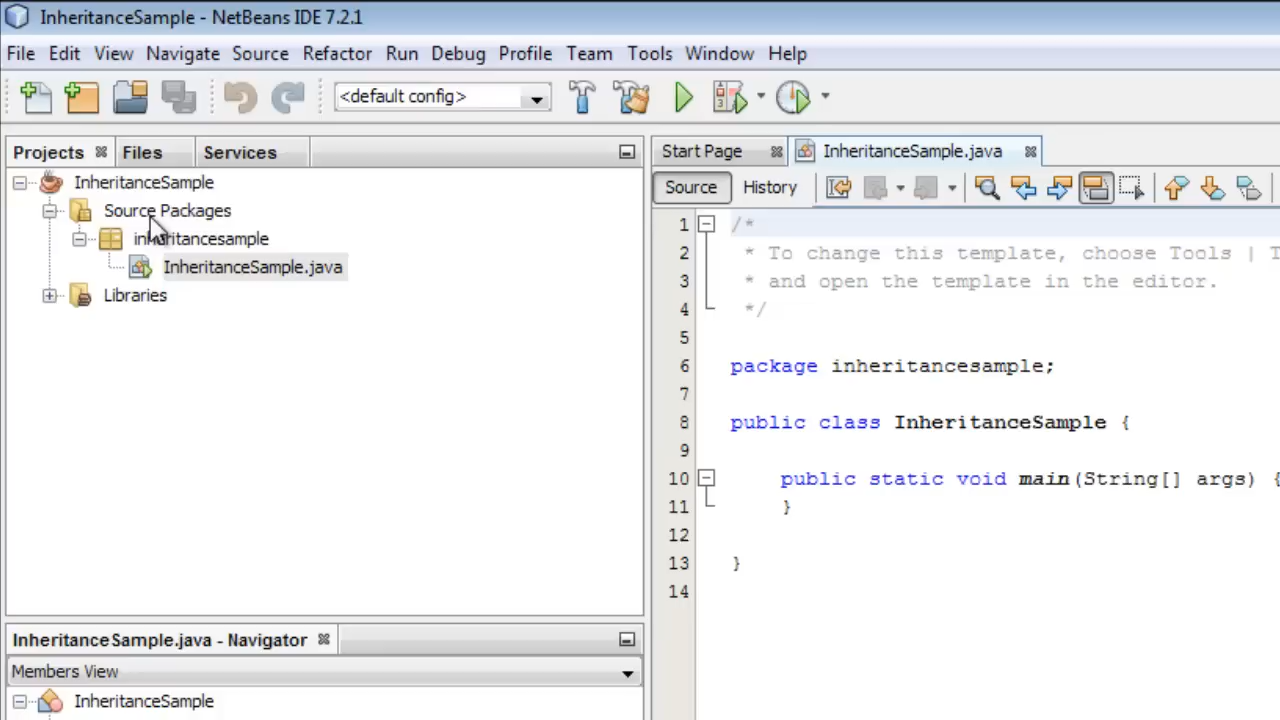 InheritanceSample - NetBeans IDE 7.2.1
File Edit View Navigate Source Refactor Run Debug Profile Team Tools Window Help
<default config>
Projects Files Services
InheritanceSample
Source Packages
inheritancesample
InheritanceSample.java
Libraries
InheritanceSample.java - Navigator
Members View
InheritanceSample
Start Page InheritanceSample.java
Source History
1 /*
2 * To change this template, choose Tools | T
3 * and open the template in the editor.
4 */
5
6 package inheritancesample;
7
8 public class InheritanceSample {
9
10 public static void main(String[] args) {
11 }
12
13 }
14